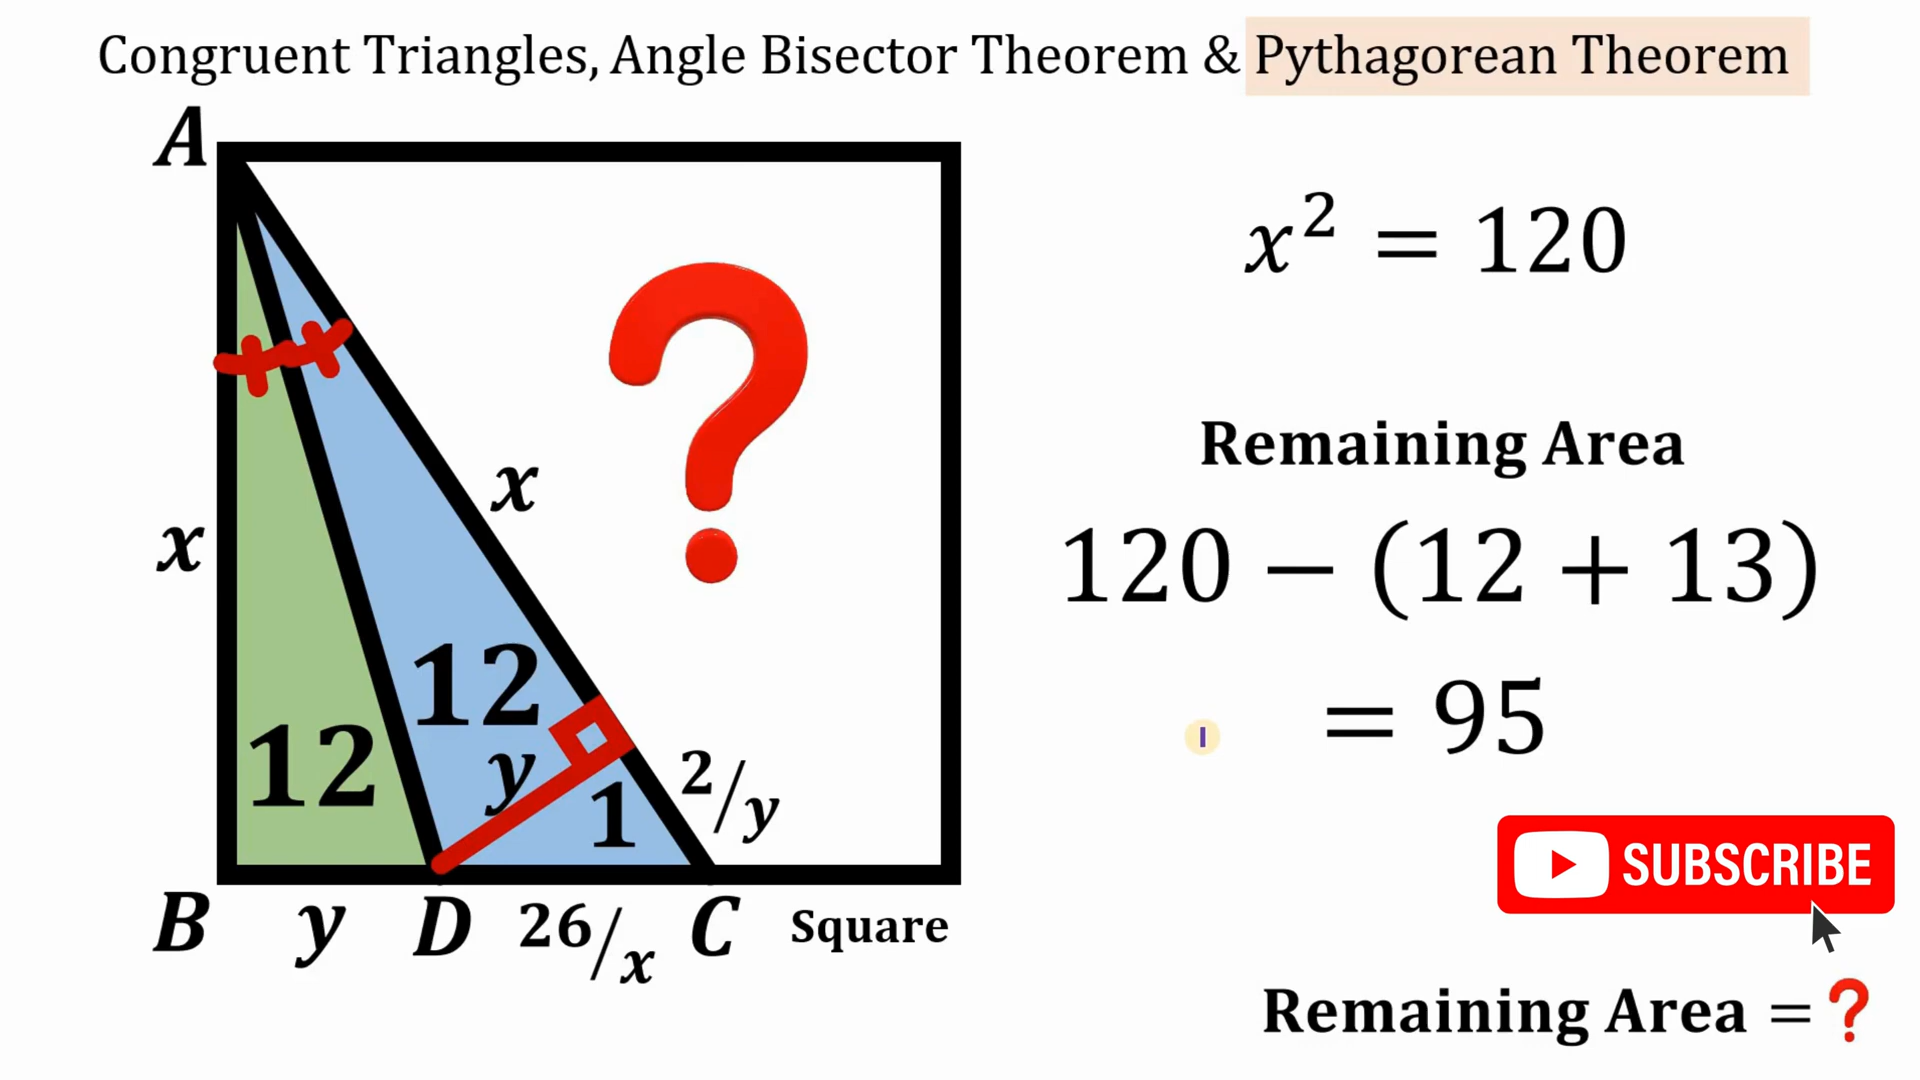 Congruent Triangles, Angle Bisector Theorem & Pythagorean Theorem
A
x² = 120
?
Remaining Area
x
x
120 − (12 + 13)
12
= 95
12
y
1
2/y
SUBSCRIBE
B y D 26/x C Square
Remaining Area = ?